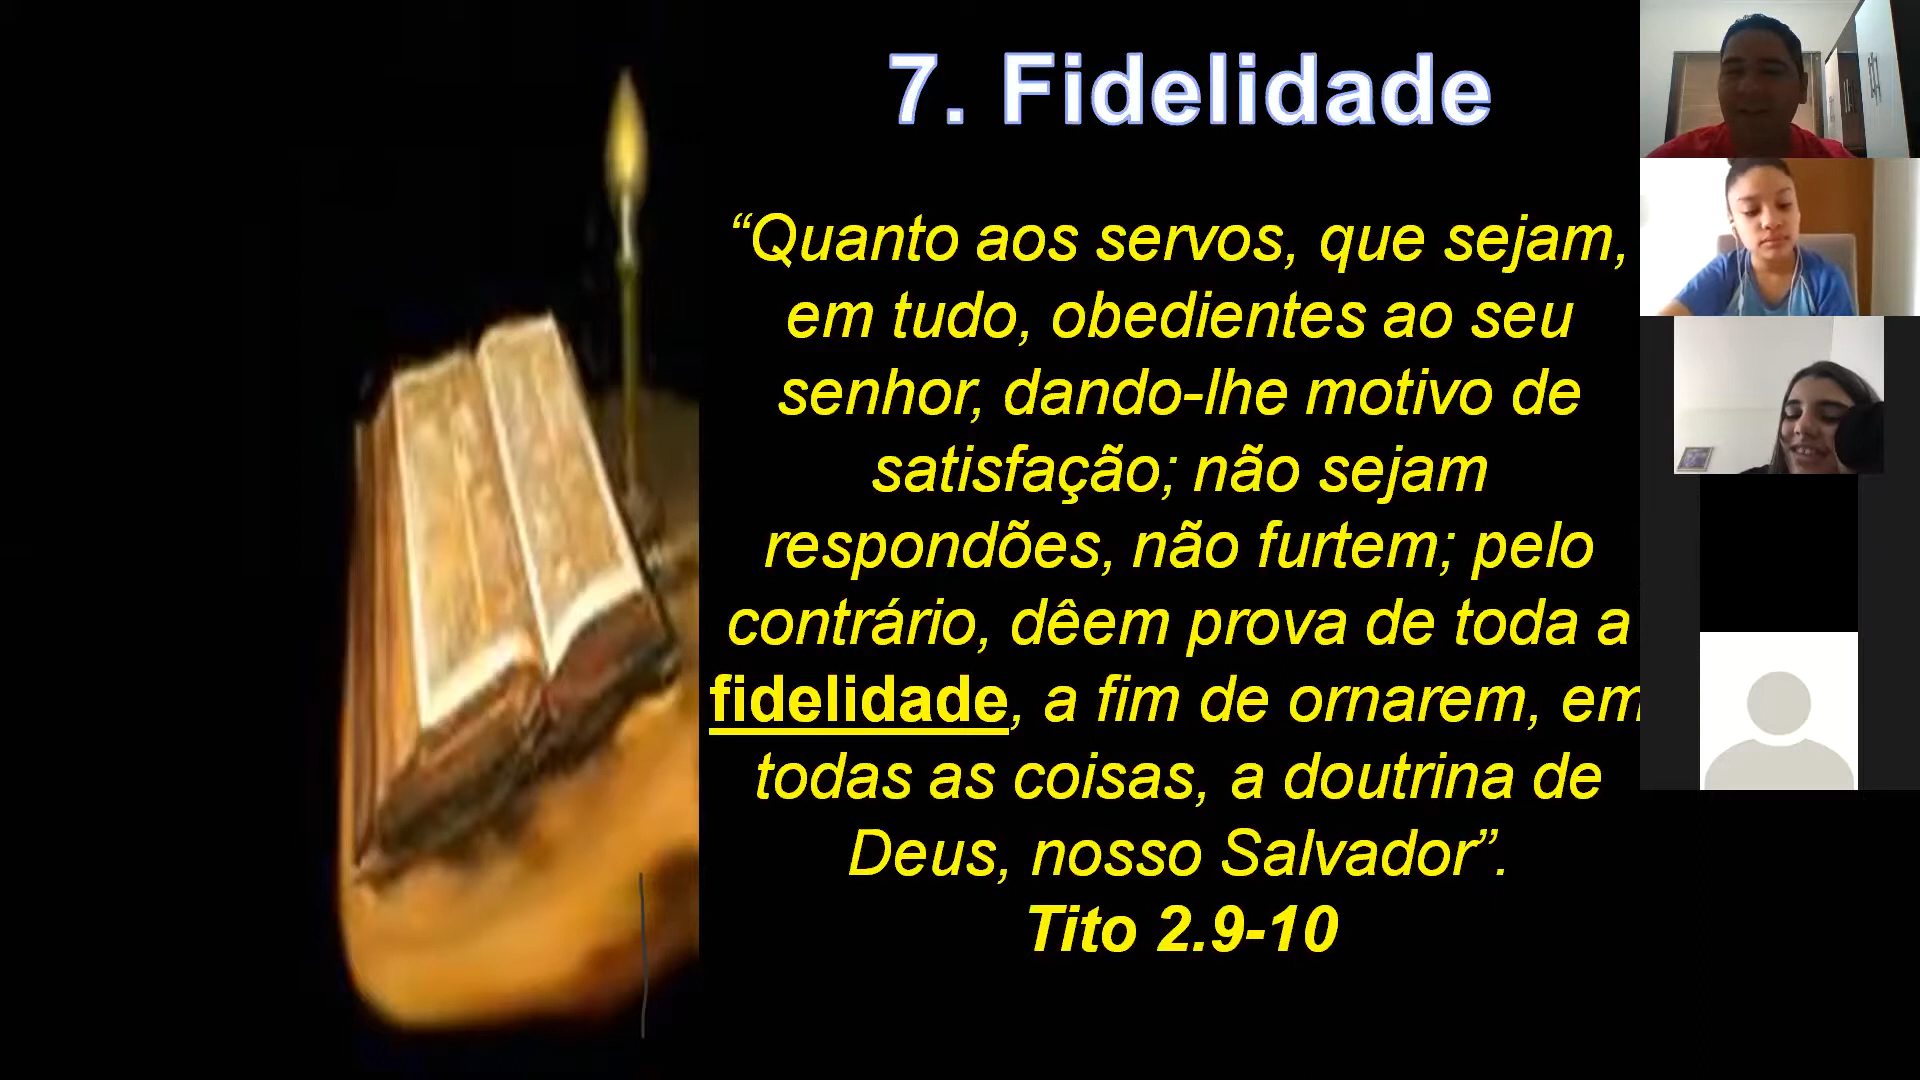 7. Fidelidade
“Quanto aos servos, que sejam,
em tudo, obedientes ao seu
senhor, dando-lhe motivo de
satisfação; não sejam
respondões, não furtem; pelo
contrário, dêem prova de toda a
fidelidade, a fim de ornarem, em
todas as coisas, a doutrina de
Deus, nosso Salvador”.
Tito 2.9-10